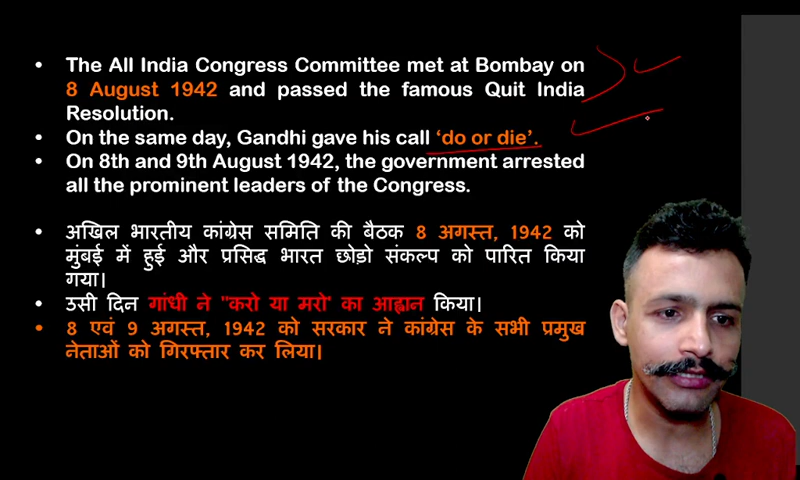 • The All India Congress Committee met at Bombay on
8 August 1942 and passed the famous Quit India
Resolution.
• On the same day, Gandhi gave his call ‘do or die’.
• On 8th and 9th August 1942, the government arrested
all the prominent leaders of the Congress.
• अखिल भारतीय कांग्रेस समिति की बैठक 8 अगस्त, 1942 को
मुंबई में हुई और प्रसिद्ध भारत छोड़ो संकल्प को पारित किया
गया।
• उसी दिन गांधी ने "करो या मरो' का आह्वान किया।
• 8 एवं 9 अगस्त, 1942 को सरकार ने कांग्रेस के सभी प्रमुख
नेताओं को गिरफ्तार कर लिया।